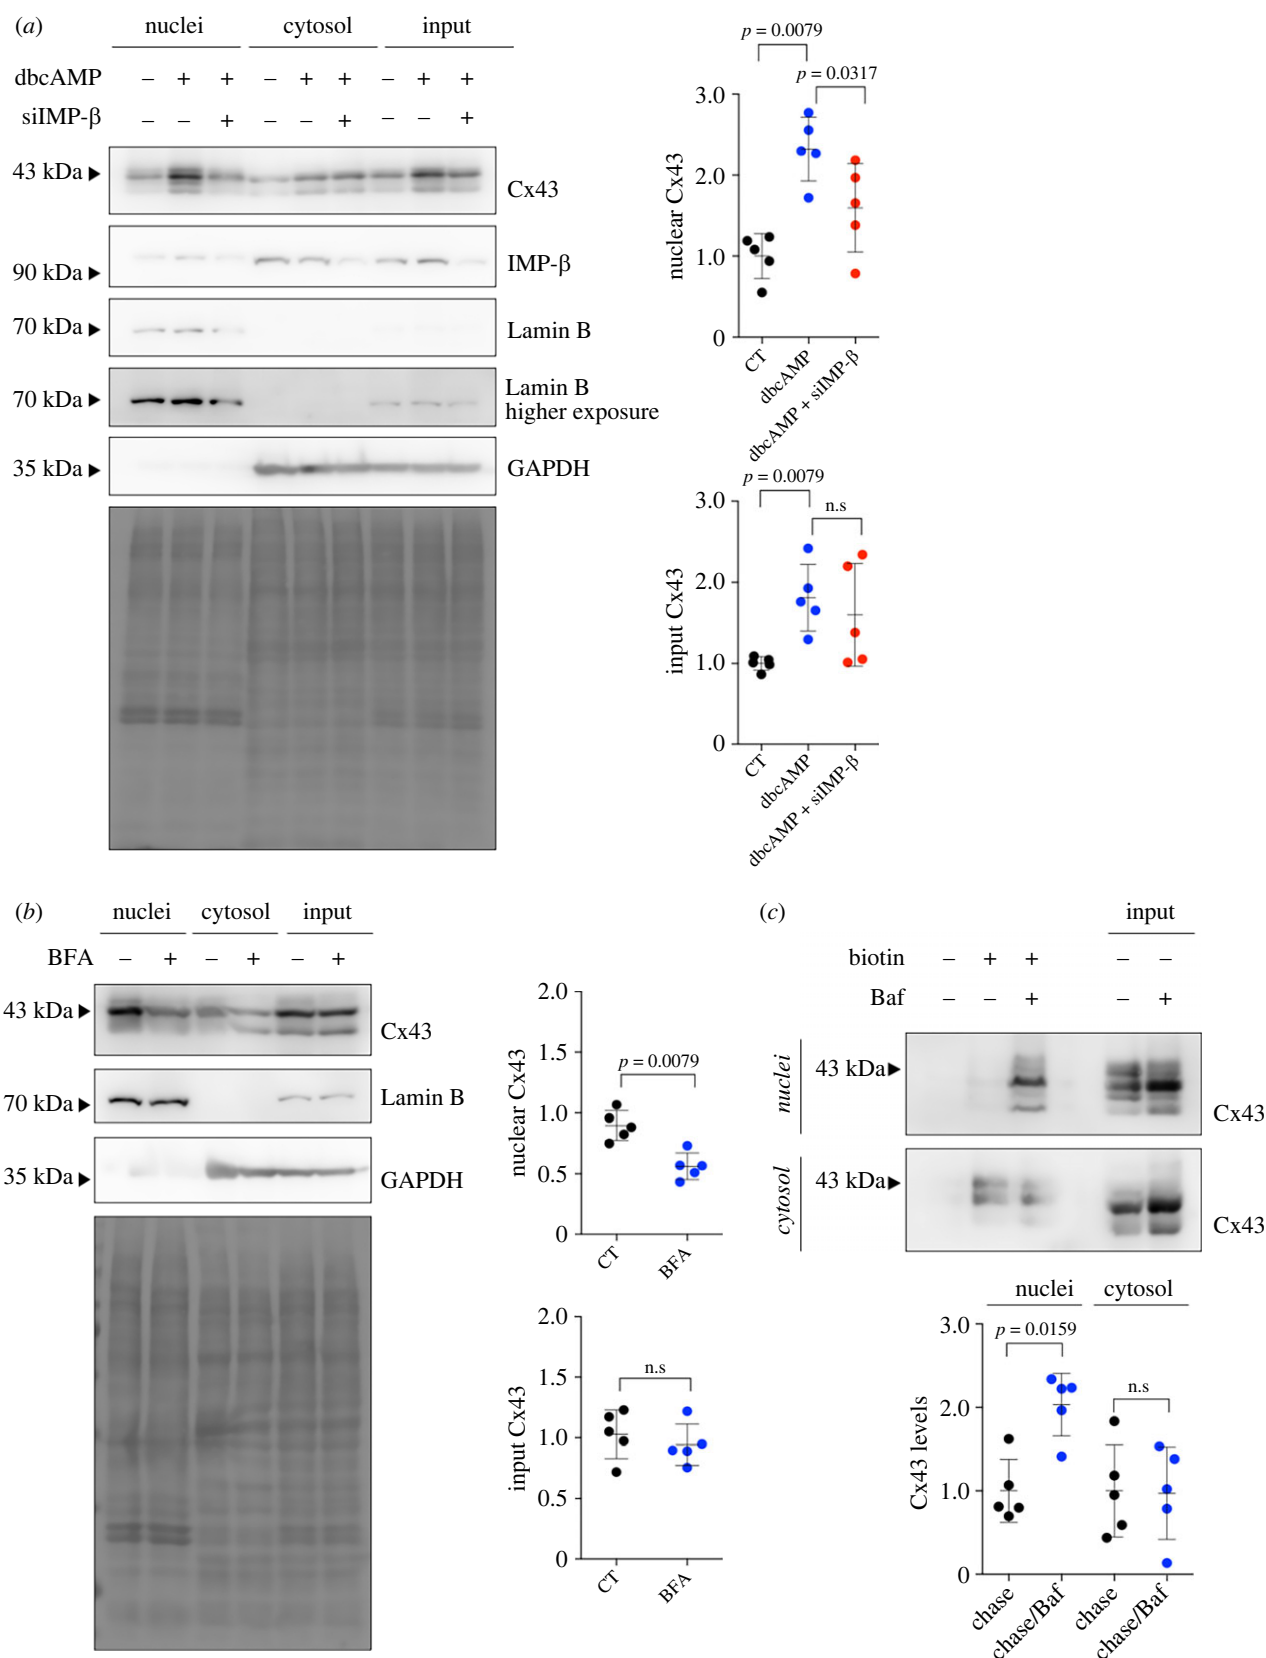 (a)
nuclei cytosol input
dbcAMP – + + – + + – + +
siIMP-β – – + – – + – – +
43 kDa
Cx43
90 kDa
IMP-β
70 kDa
Lamin B
70 kDa
Lamin B
higher exposure
35 kDa
GAPDH
p = 0.0079
p = 0.0317
3.0
2.0
1.0
0
nuclear Cx43
CT
dbcAMP
dbcAMP + siIMP-β
p = 0.0079
n.s
3.0
2.0
1.0
0
input Cx43
CT
dbcAMP
dbcAMP + siIMP-β
(b)
nuclei cytosol input
BFA – + – + – +
43 kDa
Cx43
70 kDa
Lamin B
35 kDa
GAPDH
2.0
1.5
1.0
0.5
0
nuclear Cx43
p = 0.0079
CT
BFA
2.0
1.5
1.0
0.5
0
input Cx43
n.s
CT
BFA
(c)
input
biotin – + + – –
Baf – – + – +
nuclei
43 kDa
Cx43
cytosol
43 kDa
Cx43
nuclei cytosol
p = 0.0159
n.s
3.0
2.0
1.0
0
Cx43 levels
chase
chase/Baf
chase
chase/Baf